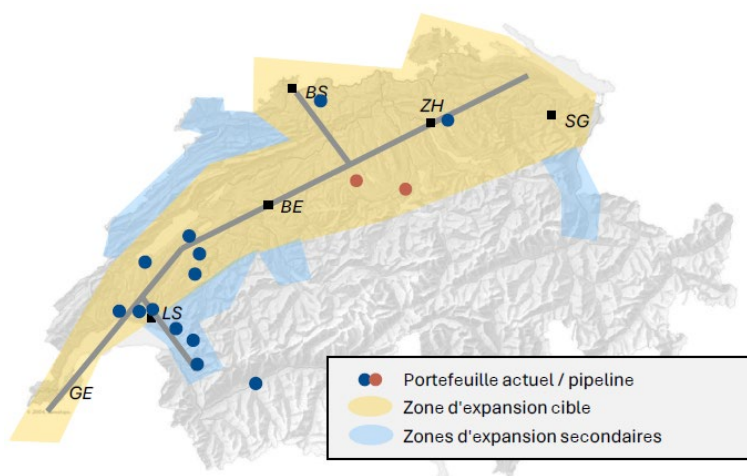 BS
ZH
SG
BE
LS
GE
Portefeuille actuel / pipeline
Zone d'expansion cible
Zones d'expansion secondaires